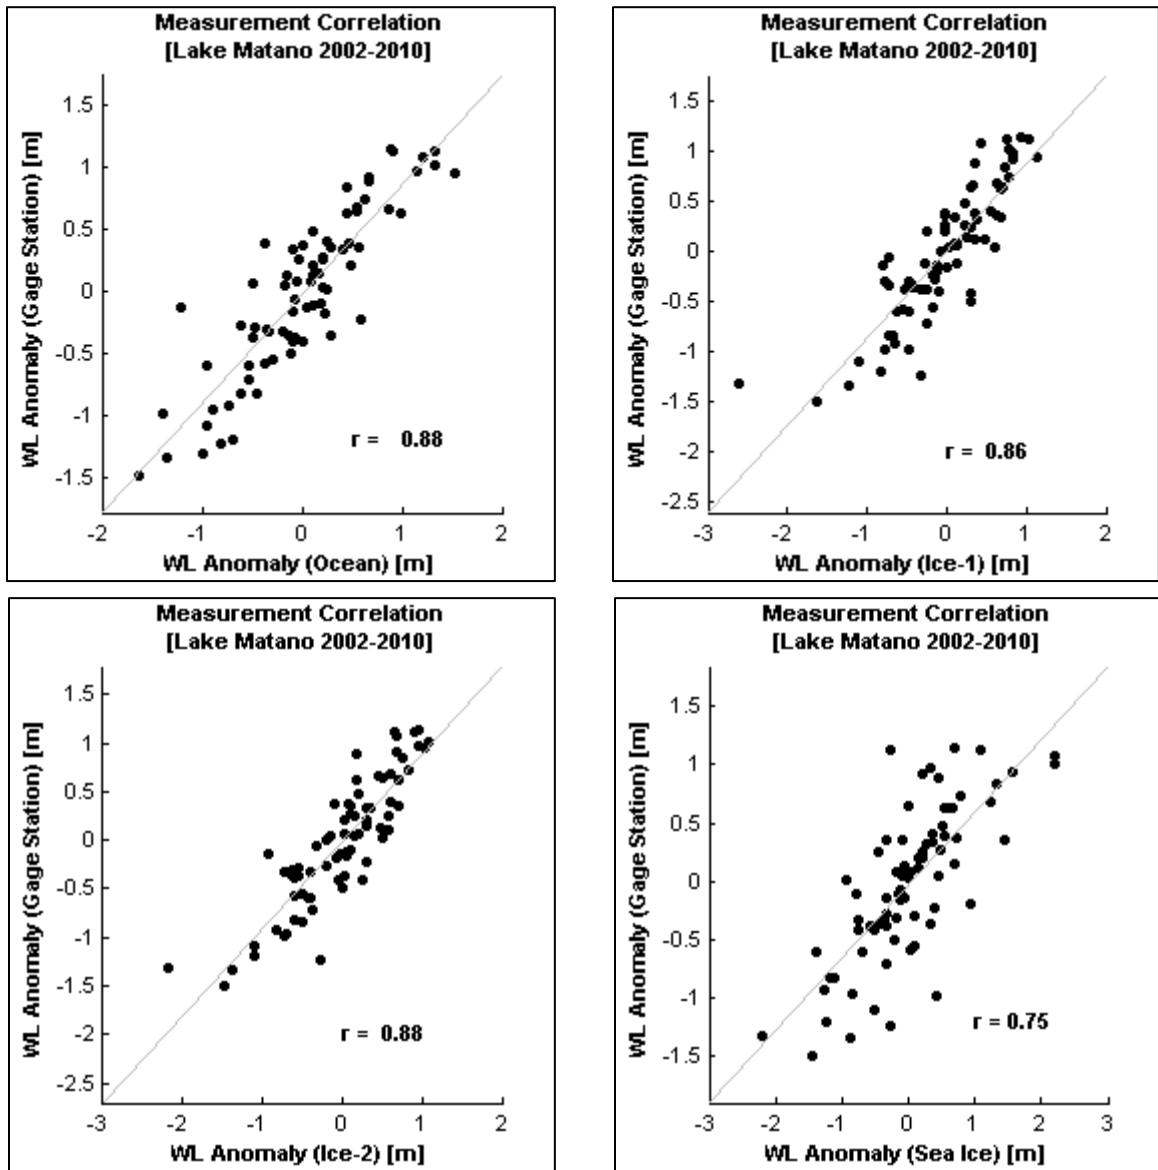 Measurement Correlation
[Lake Matano 2002-2010]
WL Anomaly (Gage Station) [m]
1.5
1
0.5
0
-0.5
-1
-1.5
r = 0.88
-2 -1 0 1 2
WL Anomaly (Ocean) [m]
Measurement Correlation
[Lake Matano 2002-2010]
WL Anomaly (Gage Station) [m]
1.5
1
0.5
0
-0.5
-1
-1.5
-2
-2.5
r = 0.86
-3 -2 -1 0 1 2
WL Anomaly (Ice-1) [m]
Measurement Correlation
[Lake Matano 2002-2010]
WL Anomaly (Gage Station) [m]
1.5
1
0.5
0
-0.5
-1
-1.5
-2
-2.5
r = 0.88
-3 -2 -1 0 1 2
WL Anomaly (Ice-2) [m]
Measurement Correlation
[Lake Matano 2002-2010]
WL Anomaly (Gage Station) [m]
1.5
1
0.5
0
-0.5
-1
-1.5
r = 0.75
-3 -2 -1 0 1 2 3
WL Anomaly (Sea Ice) [m]